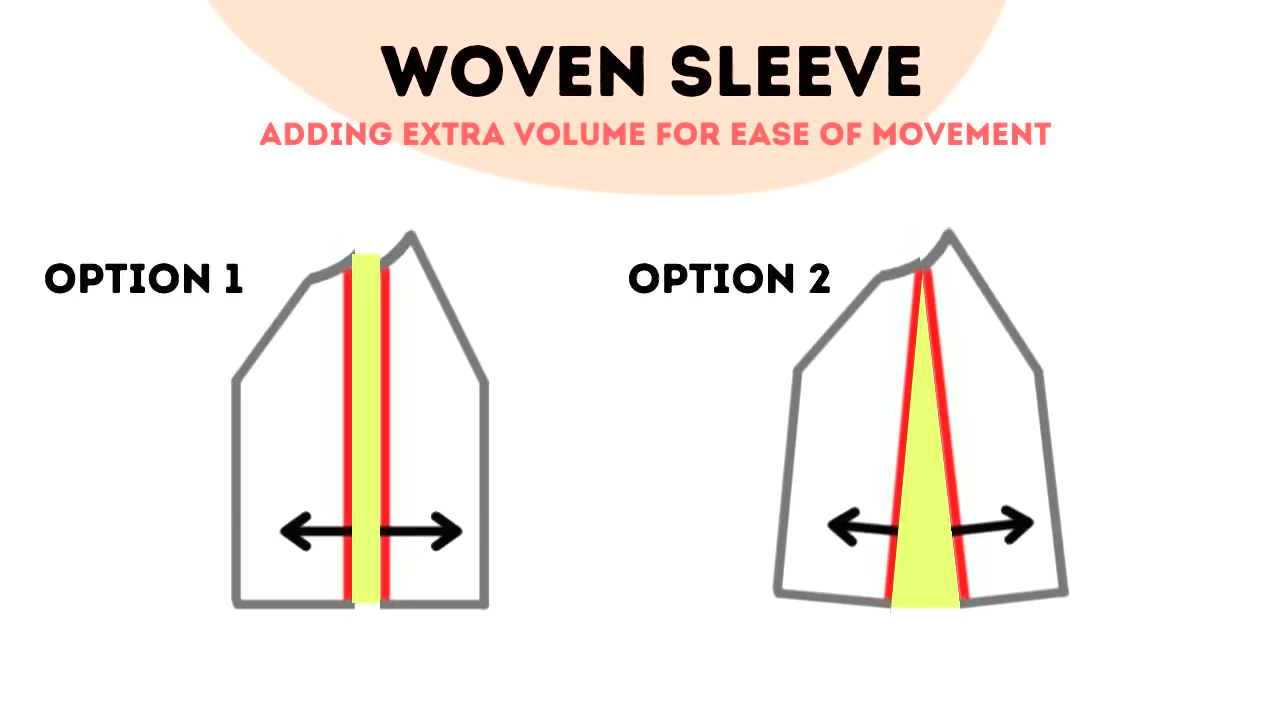 WOVEN SLEEVE
ADDING EXTRA VOLUME FOR EASE OF MOVEMENT
OPTION 1
OPTION 2